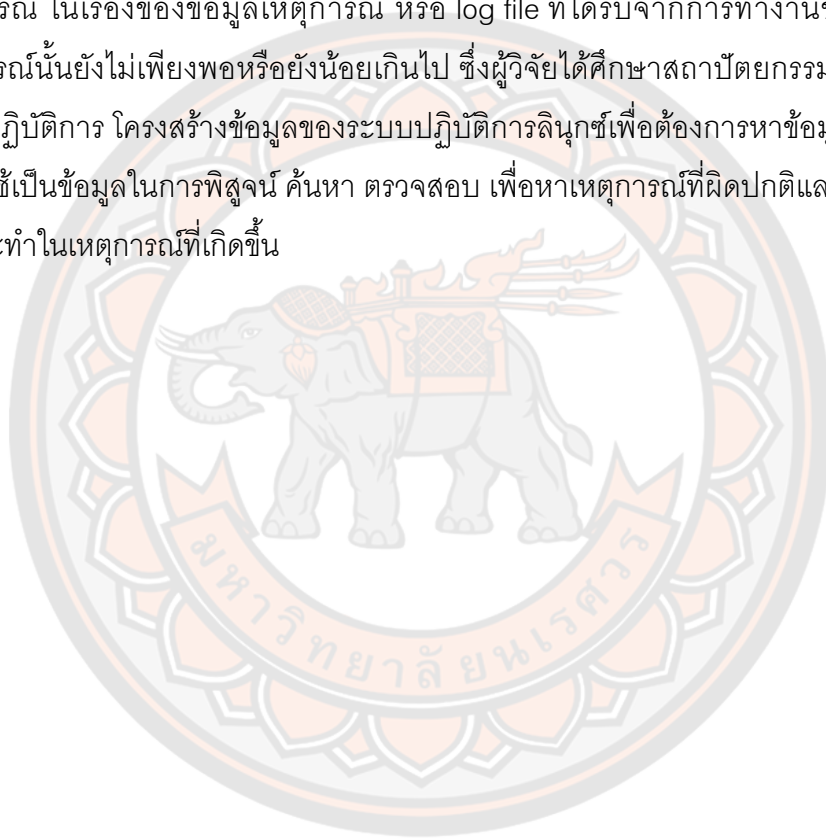 ในเรื่องของข้อมูลเหตุการณ์ หรือ log file ที่ได้รับจากการทำงาน
นั้นยังไม่เพียงพอหรือยังน้อยเกินไป ซึ่งผู้วิจัยได้ศึกษาสถาปัตยกรรม
ฏิบัติการ โครงสร้างข้อมูลของระบบปฏิบัติการลินุกซ์เพื่อต้องการหา
ช้เป็นข้อมูลในการพิสูจน์ ค้นหา ตรวจสอบ เพื่อหาเหตุการณ์ที่ผิดปกติ
ะทำในเหตุการณ์ที่เกิดขึ้น
มหาวิทยาลัยนเรศวร